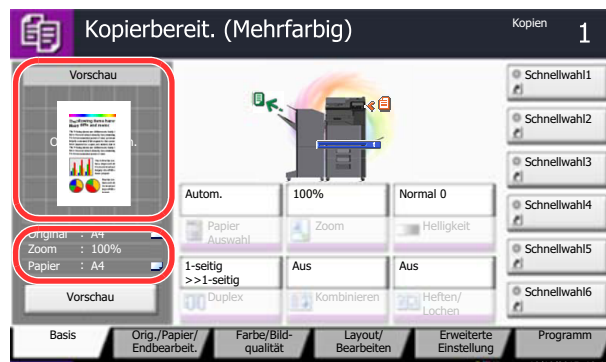 Kopierbereit. (Mehrfarbig)
Kopien
1
Vorschau
Original : A4
Zoom : 100%
Papier : A4
Vorschau
Autom.
100%
Normal 0
Papier
Auswahl
Zoom
Helligkeit
1-seitig
>>1-seitig
Aus
Aus
Duplex
Kombinieren
Heften/
Lochen
Schnellwahl1
Schnellwahl2
Schnellwahl3
Schnellwahl4
Schnellwahl5
Schnellwahl6
Basis
Orig./Papier/
Endbearbeit.
Farbe/Bild-
qualität
Layout/
Bearbeiten
Erweiterte
Einstellung
Programm